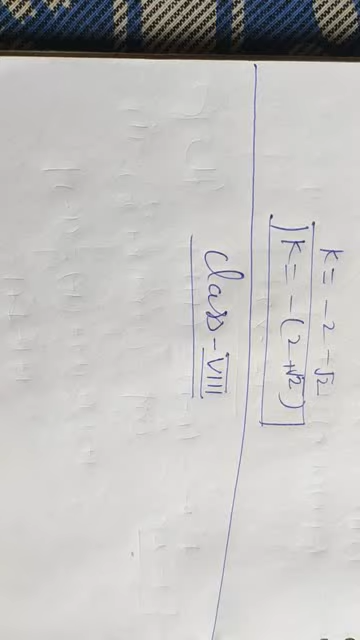 K = -2 - √2
K = -(2+√2)
Class - VIII